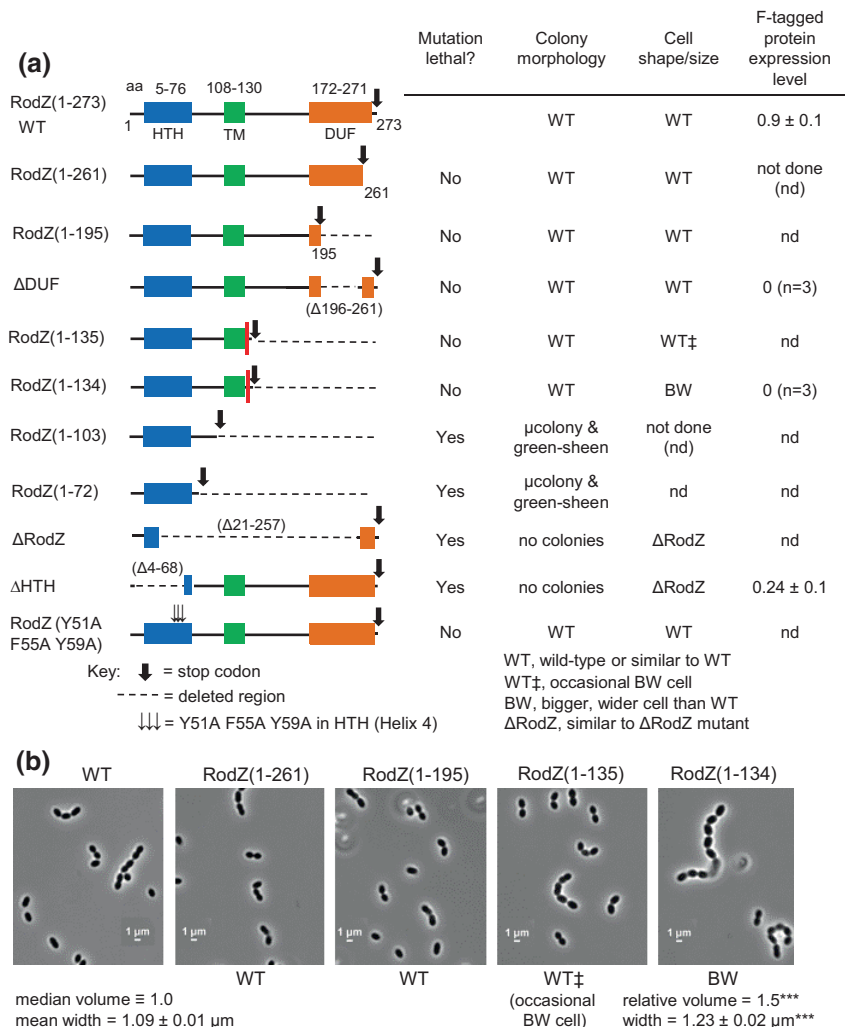 (a)
Mutation lethal?
Colony morphology
Cell shape/size
F-tagged protein expression level
aa 5-76 108-130 172-271
RodZ(1-273) WT 1 HTH TM DUF 273 WT WT 0.9 ± 0.1
RodZ(1-261) 261 No WT WT not done (nd)
RodZ(1-195) 195 No WT WT nd
ΔDUF (Δ196-261) No WT WT 0 (n=3)
RodZ(1-135) No WT WT‡ nd
RodZ(1-134) No WT BW 0 (n=3)
RodZ(1-103) Yes µcolony & green-sheen not done (nd) nd
RodZ(1-72) Yes µcolony & green-sheen nd nd
ΔRodZ (Δ21-257) Yes no colonies ΔRodZ nd
ΔHTH (Δ4-68) Yes no colonies ΔRodZ 0.24 ± 0.1
RodZ (Y51A F55A Y59A) No WT WT nd
Key: = stop codon
= deleted region
↓↓↓ = Y51A F55A Y59A in HTH (Helix 4)
WT, wild-type or similar to WT
WT‡, occasional BW cell
BW, bigger, wider cell than WT
ΔRodZ, similar to ΔRodZ mutant
(b)
WT RodZ(1-261) RodZ(1-195) RodZ(1-135) RodZ(1-134)
1 µm 1 µm 1 µm 1 µm 1 µm
WT WT WT‡ BW
median volume ≡ 1.0
mean width = 1.09 ± 0.01 µm
(occasional BW cell)
relative volume = 1.5***
width = 1.23 ± 0.02 µm***